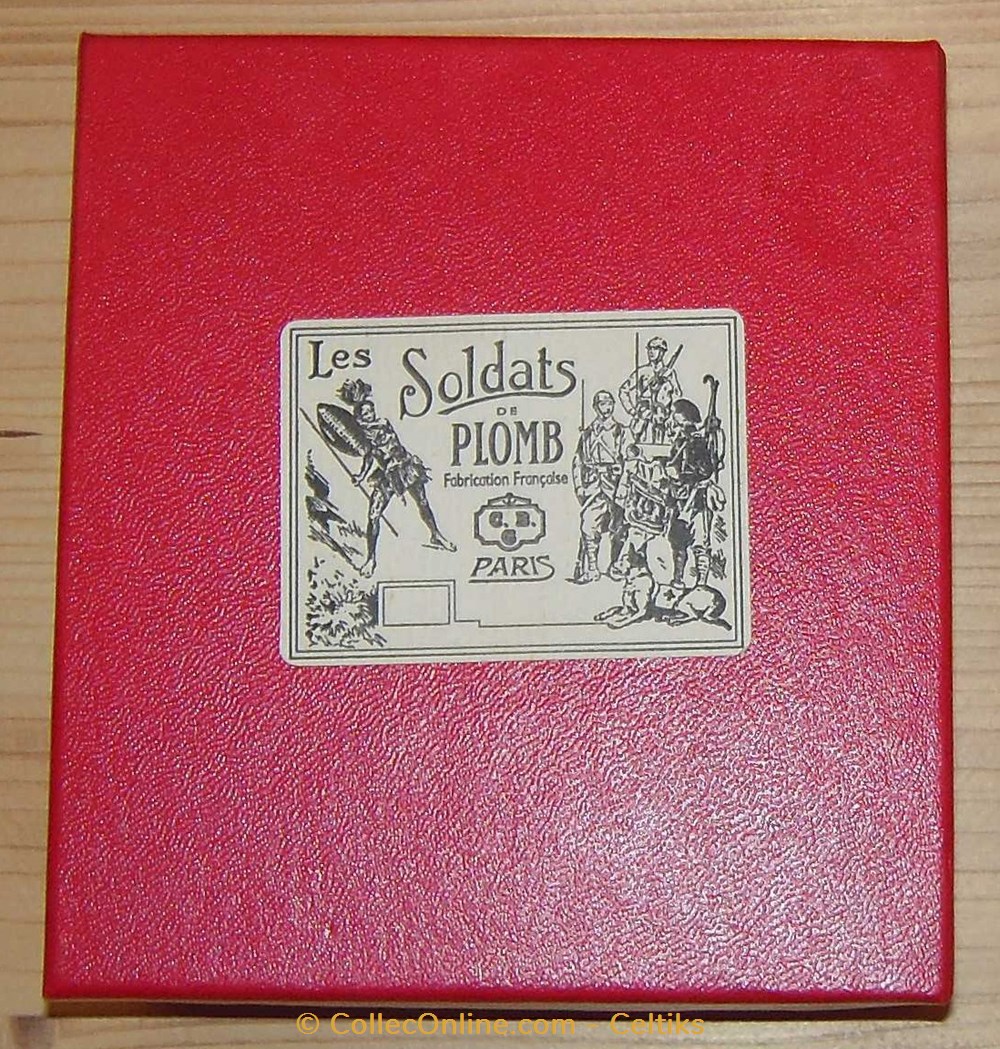 Les Soldats
DE
PLOMB
Fabrication Française
C. B.
G
PARIS
© CollecOnline.com - Celtiks